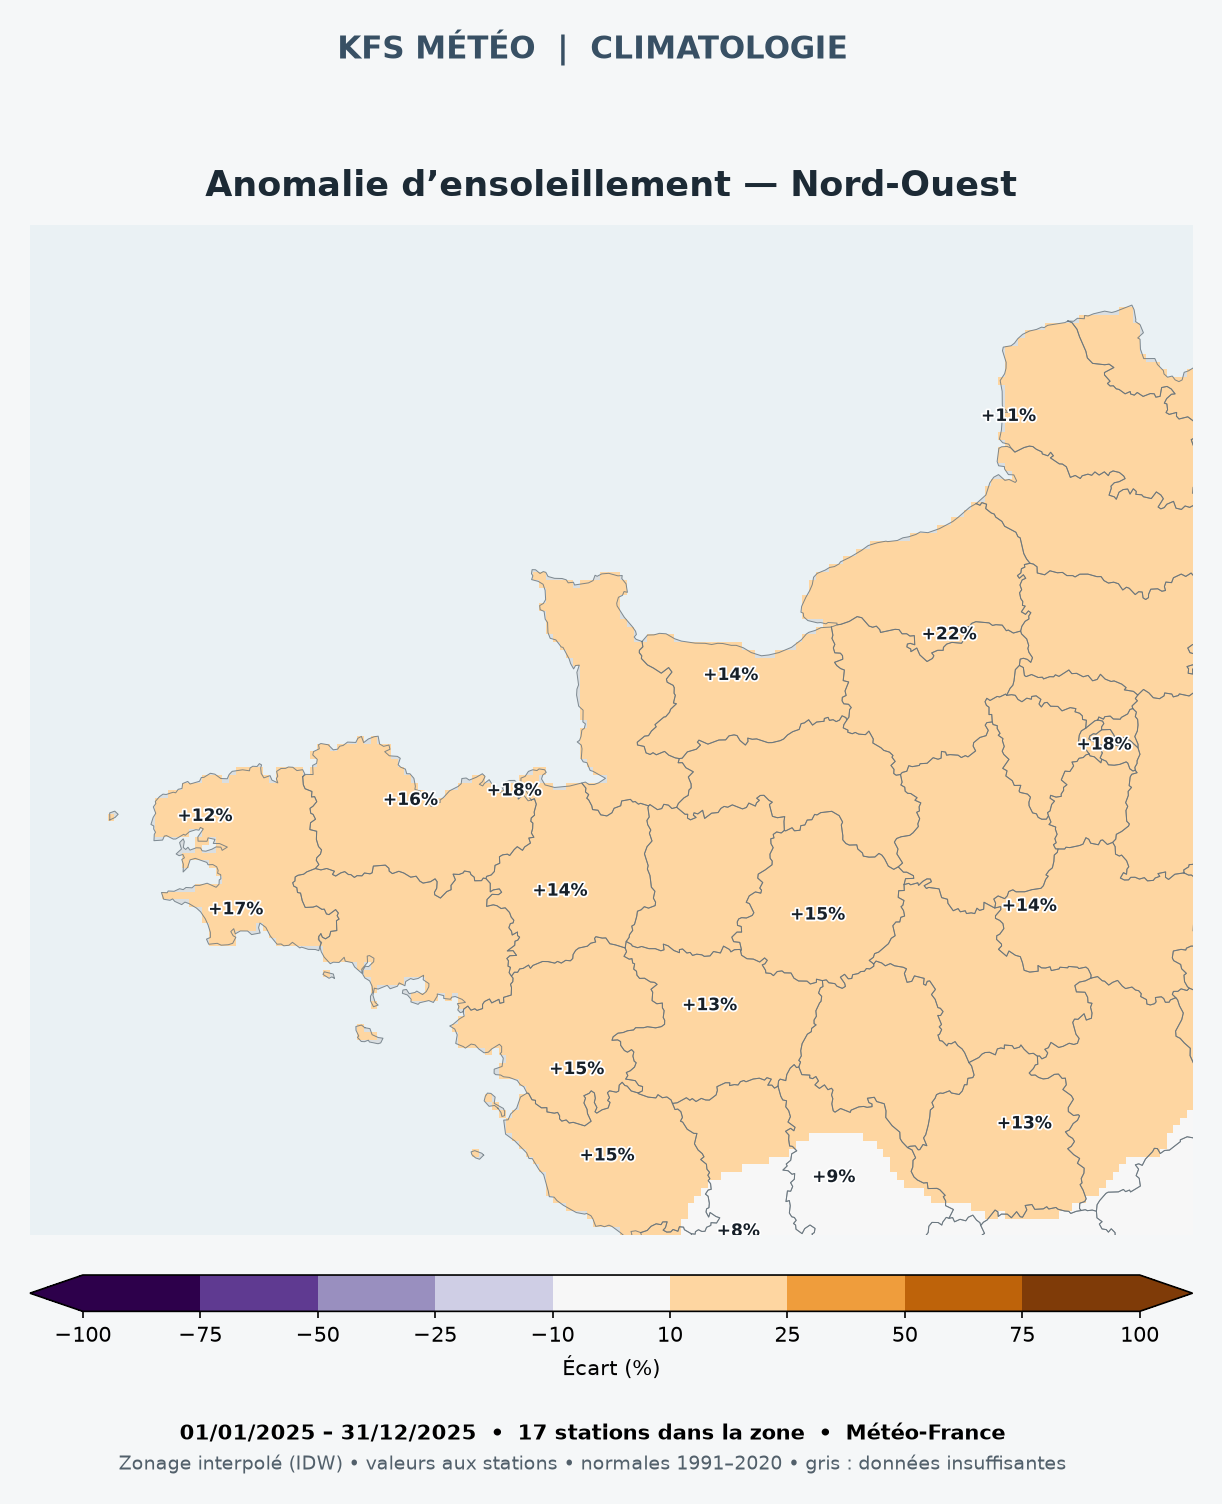 KFS MÉTÉO | CLIMATOLOGIE
Anomalie d’ensoleillement — Nord-Ouest
+11%
+22%
+14%
+18%
+18%
+16%
+12%
+14%
+14%
+17%
+15%
+13%
+15%
+13%
+15%
+9%
+8%
−100 −75 −50 −25 −10 10 25 50 75 100
Écart (%)
01/01/2025 – 31/12/2025 • 17 stations dans la zone • Météo-France
Zonage interpolé (IDW) • valeurs aux stations • normales 1991–2020 • gris : données insuffisantes